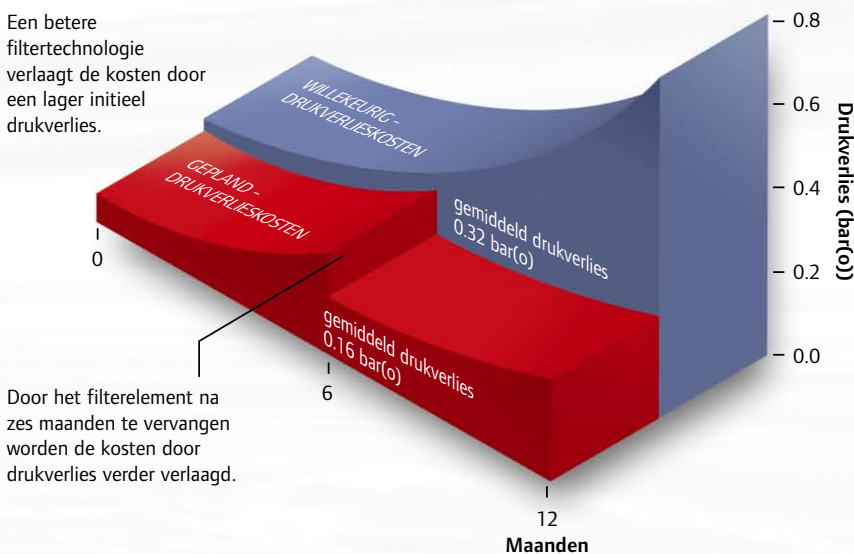 Een betere
filtertechnologie
verlaagt de kosten door
een lager initieel
drukverlies.
WILLEKEURIG –
DRUKVERLIESKOSTEN
GEPLAND –
DRUKVERLIESKOSTEN
gemiddeld drukverlies
0.32 bar(o)
gemiddeld drukverlies
0.16 bar(o)
0.8
0.6
0.4
0.2
0.0
Drukverlies (bar(o))
0
6
12
Maanden
Door het filterelement na
zes maanden te vervangen
worden de kosten door
drukverlies verder verlaagd.